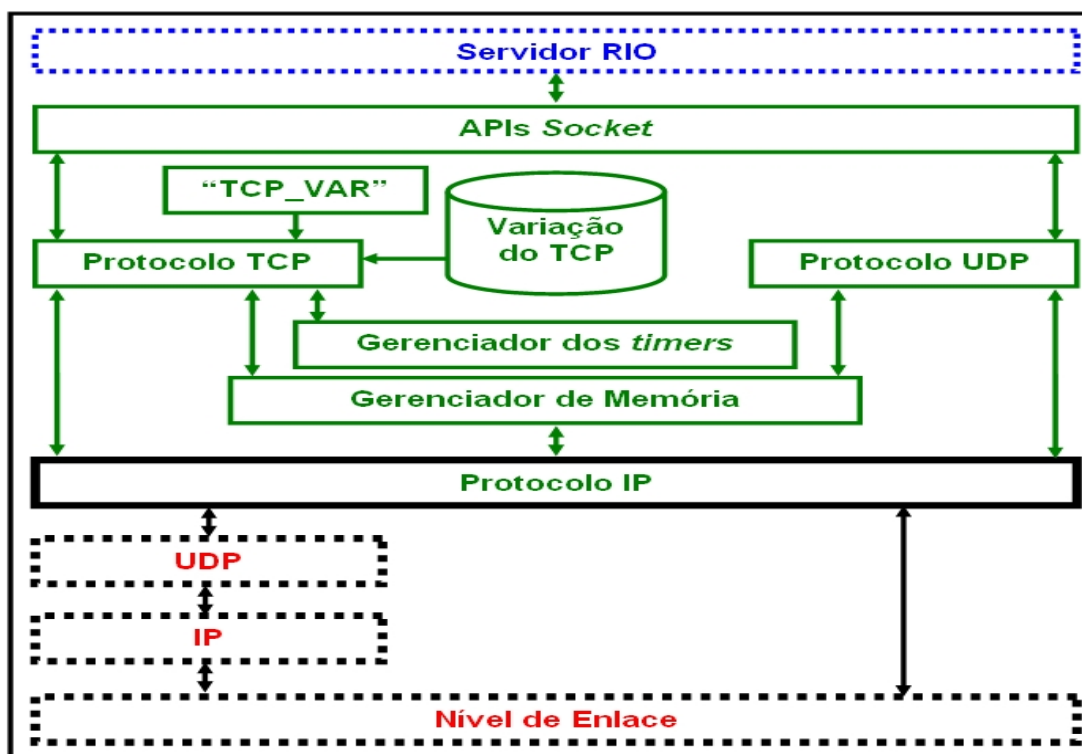 Servidor RIO
APIs Socket
“TCP_VAR”
Variação
do TCP
Protocolo TCP
Protocolo UDP
Gerenciador dos timers
Gerenciador de Memória
Protocolo IP
UDP
IP
Nível de Enlace